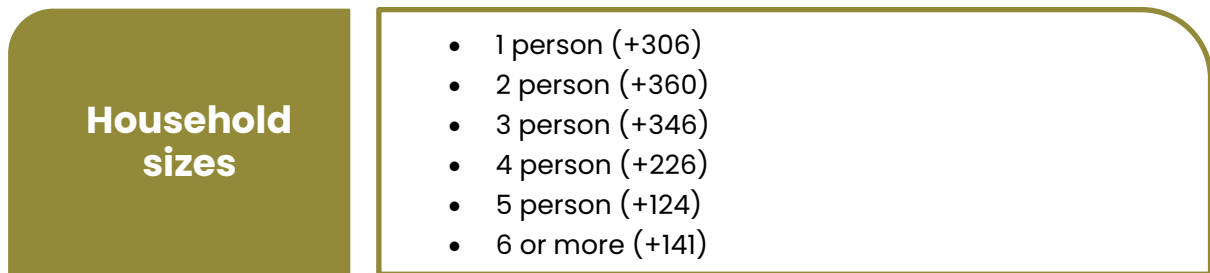 Household
sizes
• 1 person (+306)
• 2 person (+360)
• 3 person (+346)
• 4 person (+226)
• 5 person (+124)
• 6 or more (+141)